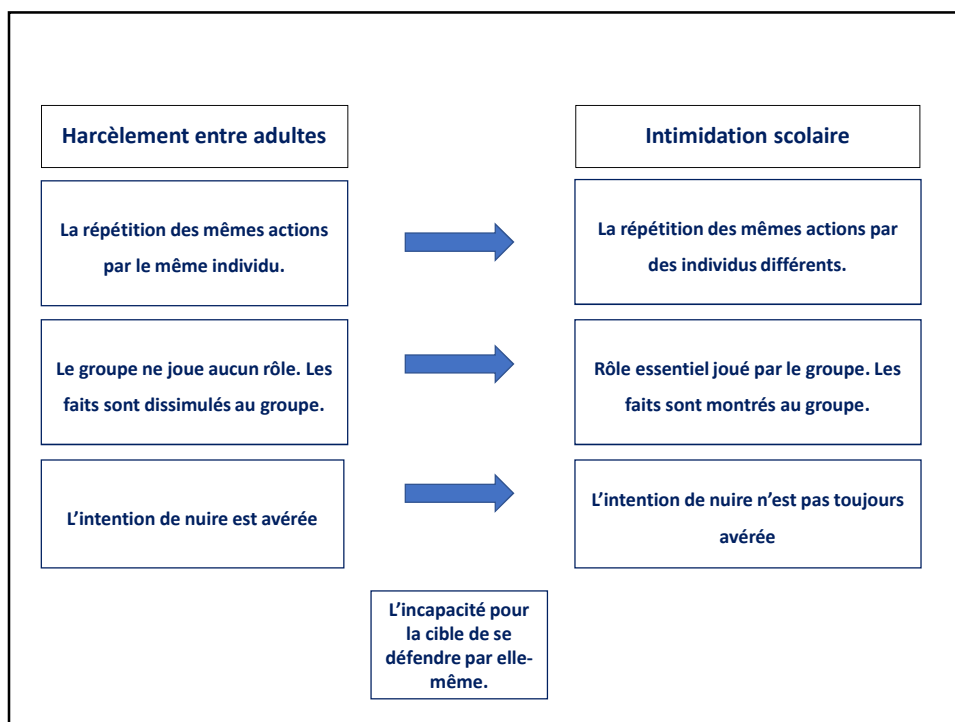 Harcèlement entre adultes
Intimidation scolaire
La répétition des mêmes actions
par le même individu.
La répétition des mêmes actions par
des individus différents.
Le groupe ne joue aucun rôle. Les
faits sont dissimulés au groupe.
Rôle essentiel joué par le groupe. Les
faits sont montrés au groupe.
L’intention de nuire est avérée
L’intention de nuire n’est pas toujours
avérée
L’incapacité pour
la cible de se
défendre par elle-
même.